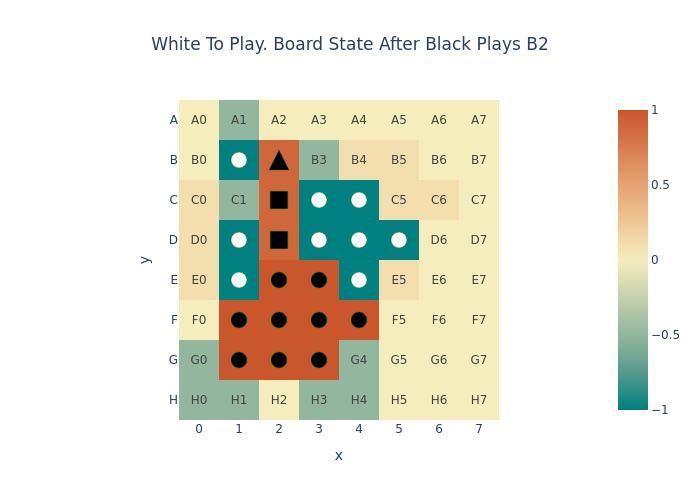 White To Play. Board State After Black Plays B2
A A0 A1 A2 A3 A4 A5 A6 A7
B B0 B3 B4 B5 B6 B7
C C0 C1 C5 C6 C7
D D0 D6 D7
E E0 E5 E6 E7
F F0 F5 F6 F7
G G0 G4 G5 G6 G7
H H0 H1 H2 H3 H4 H5 H6 H7
0 1 2 3 4 5 6 7
x
y
1
0.5
0
−0.5
−1